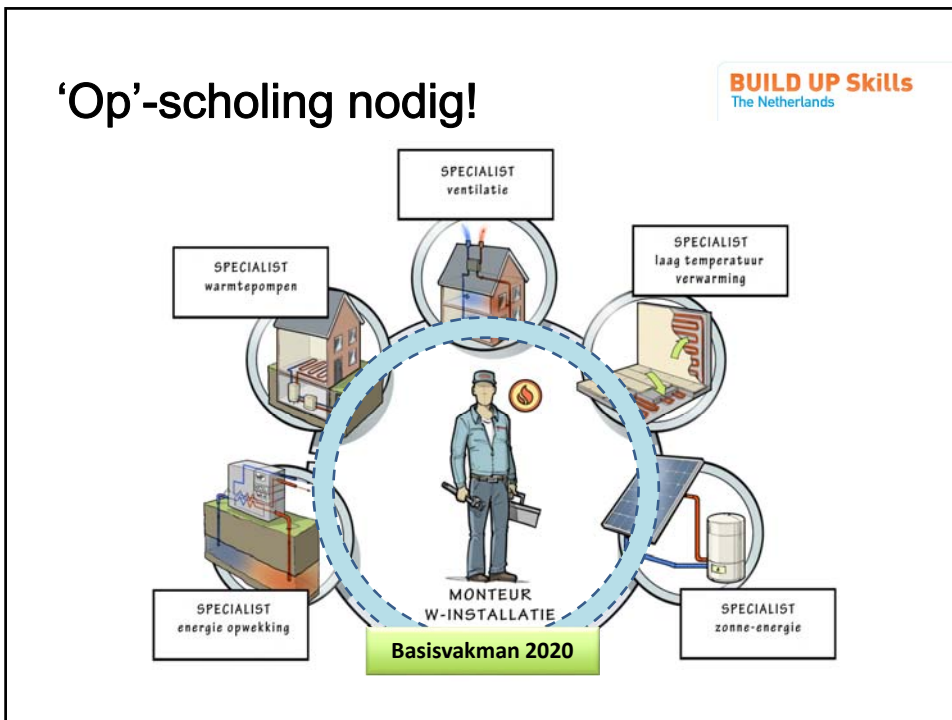 ‘Op’-scholing nodig!
BUILD UP Skills
The Netherlands
SPECIALIST
ventilatie
SPECIALIST
warmtepompen
SPECIALIST
laag temperatuur
verwarming
SPECIALIST
energie opwekking
MONTEUR
W-INSTALLATIE
SPECIALIST
zonne-energie
Basisvakman 2020